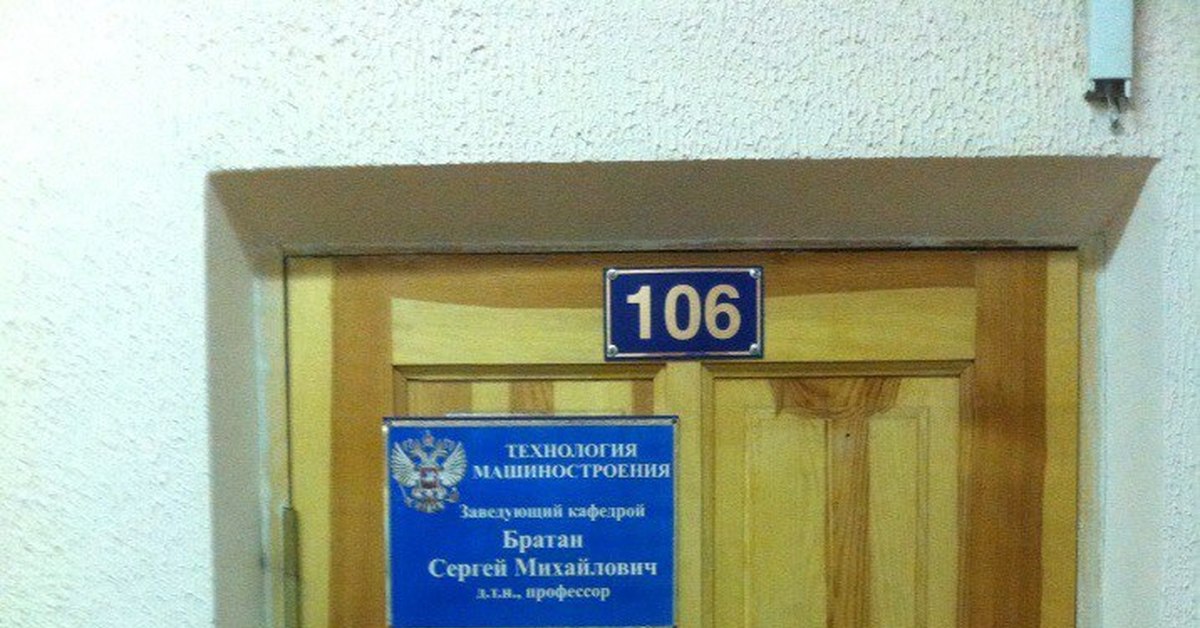 106
ТЕХНОЛОГИЯ
МАШИНОСТРОЕНИЯ
Заведующий кафедрой
Братан
Сергей Михайлович
д.т.н., профессор